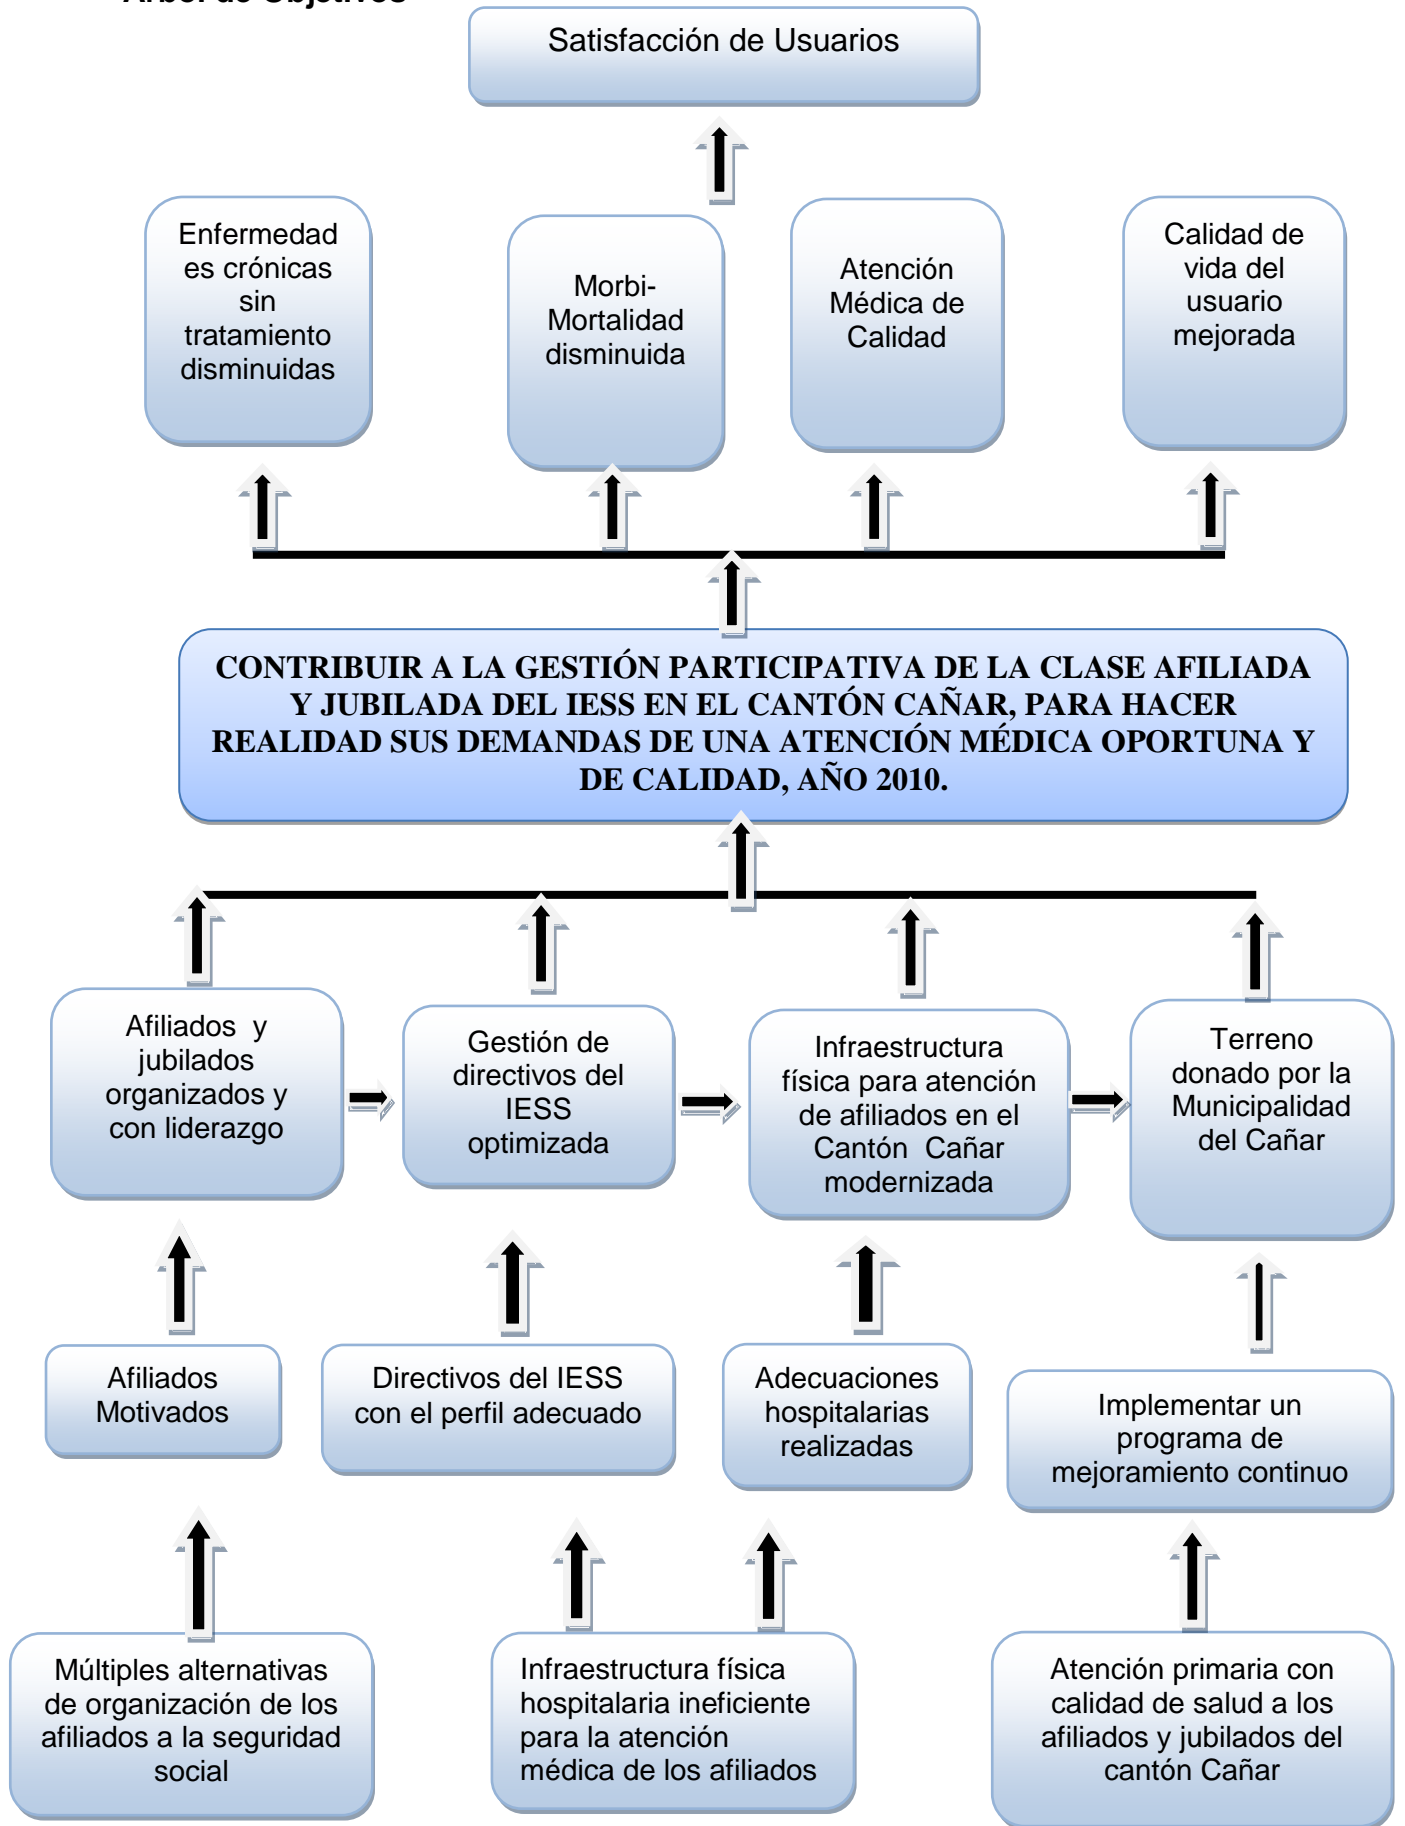 Árbol de Objetivos
Satisfacción de Usuarios
Enfermedad
es crónicas
sin
tratamiento
disminuidas
Morbi-
Mortalidad
disminuida
Atención
Médica de
Calidad
Calidad de
vida del
usuario
mejorada
CONTRIBUIR A LA GESTIÓN PARTICIPATIVA DE LA CLASE AFILIADA
Y JUBILADA DEL IESS EN EL CANTÓN CAÑAR, PARA HACER
REALIDAD SUS DEMANDAS DE UNA ATENCIÓN MÉDICA OPORTUNA Y
DE CALIDAD, AÑO 2010.
Afiliados y
jubilados
organizados y
con liderazgo
Gestión de
directivos del
IESS
optimizada
Infraestructura
física para atención
de afiliados en el
Cantón Cañar
modernizada
Terreno
donado por la
Municipalidad
del Cañar
Afiliados
Motivados
Directivos del IESS
con el perfil adecuado
Adecuaciones
hospitalarias
realizadas
Implementar un
programa de
mejoramiento continuo
Múltiples alternativas
de organización de los
afiliados a la seguridad
social
Infraestructura física
hospitalaria ineficiente
para la atención
médica de los afiliados
Atención primaria con
calidad de salud a los
afiliados y jubilados del
cantón Cañar